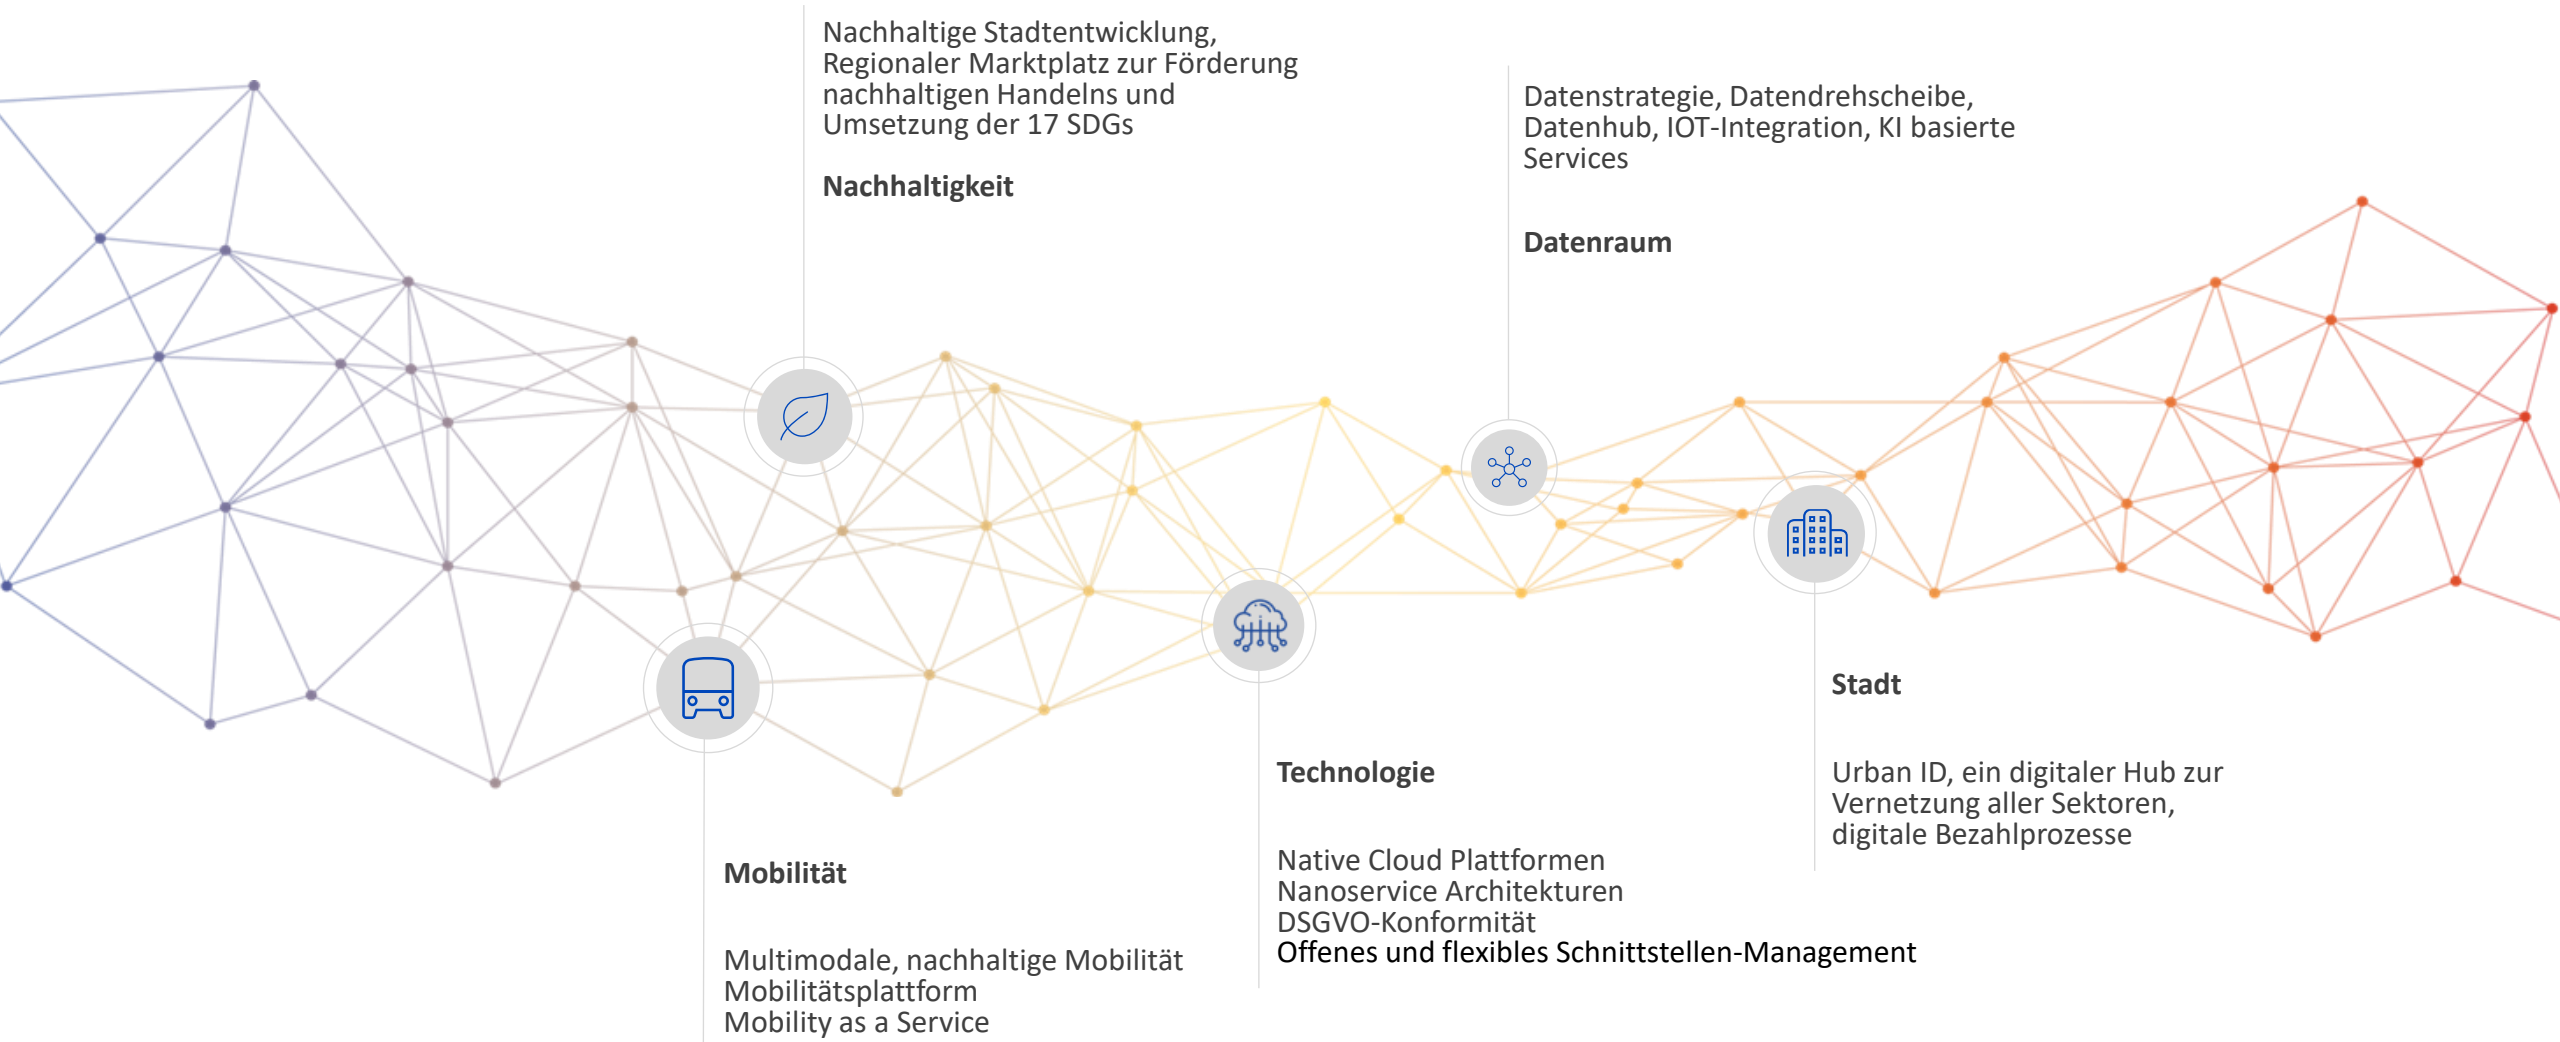 Nachhaltige Stadtentwicklung,
Regionaler Marktplatz zur Förderung
nachhaltigen Handelns und
Umsetzung der 17 SDGs
Nachhaltigkeit
Datenstrategie, Datendrehscheibe,
Datenhub, IOT-Integration, KI basierte
Services
Datenraum
Mobilität
Multimodale, nachhaltige Mobilität
Mobilitätsplattform
Mobility as a Service
Technologie
Native Cloud Plattformen
Nanoservice Architekturen
DSGVO-Konformität
Offenes und flexibles Schnittstellen-Management
Stadt
Urban ID, ein digitaler Hub zur
Vernetzung aller Sektoren,
digitale Bezahlprozesse